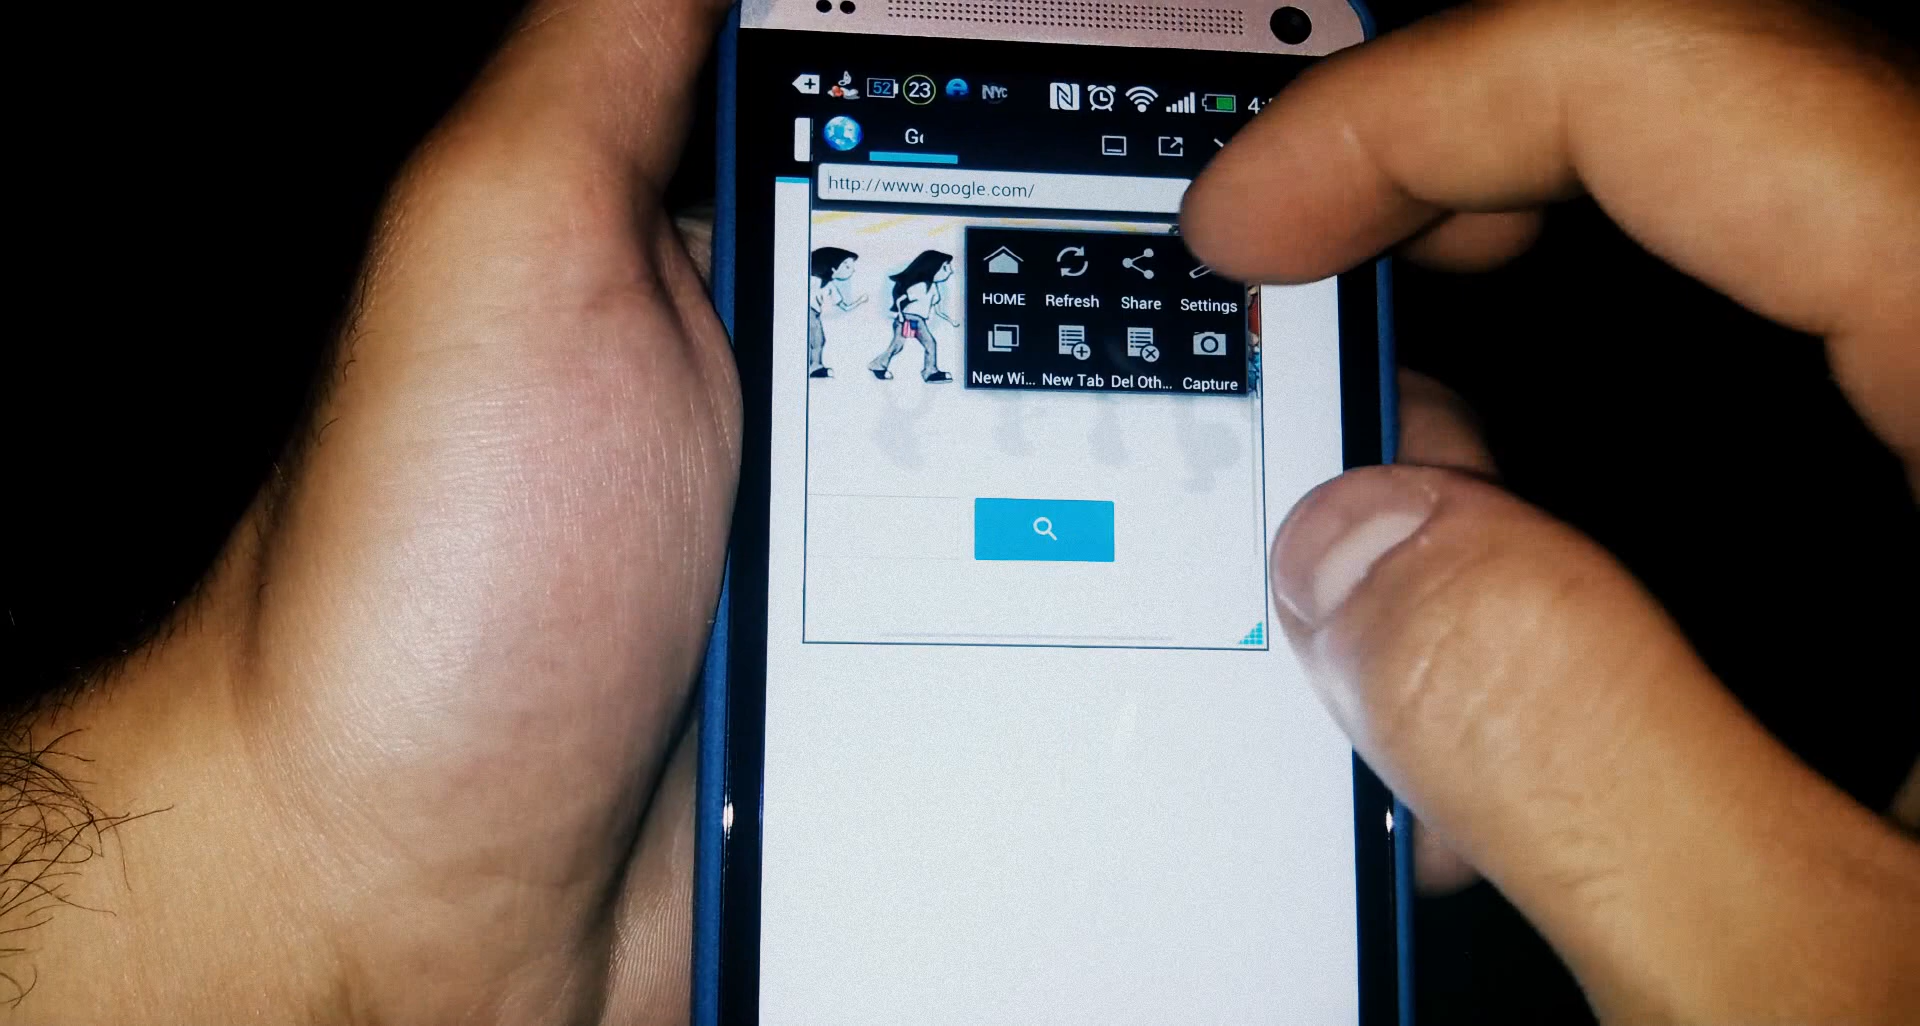 52 23 NYC 4:
G
http://www.google.com/
HOME Refresh Share Settings
New Wi... New Tab Del Oth... Capture